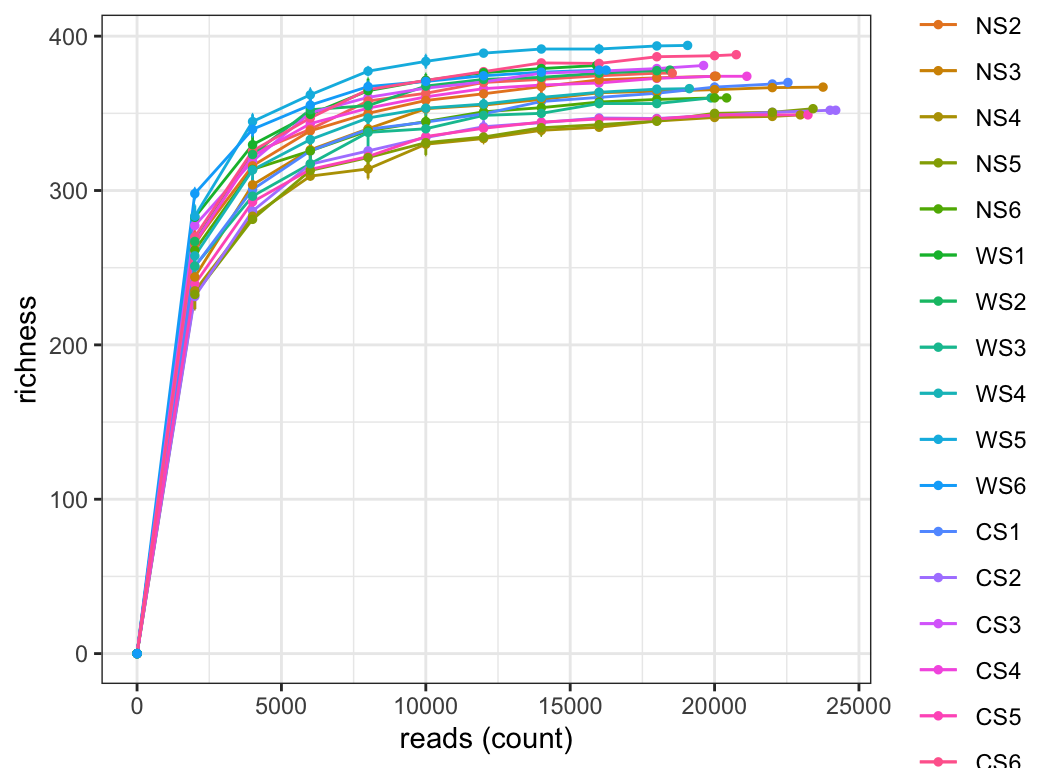 400
300
200
100
0
richness
0 5000 10000 15000 20000 25000
reads (count)
NS2
NS3
NS4
NS5
NS6
WS1
WS2
WS3
WS4
WS5
WS6
CS1
CS2
CS3
CS4
CS5
CS6